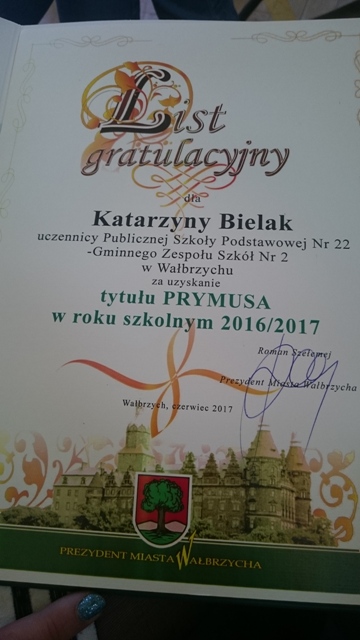 List
gratulacyjny
dla
Katarzyny Bielak
uczennicy Publicznej Szkoły Podstawowej Nr 22
-Gminnego Zespołu Szkół Nr 2
w Wałbrzychu
za uzyskanie
tytułu PRYMUSA
w roku szkolnym 2016/2017
Roman Szełemej
Prezydent Miasta Wałbrzycha
Wałbrzych, czerwiec 2017
PREZYDENT MIASTA WAŁBRZYCHA